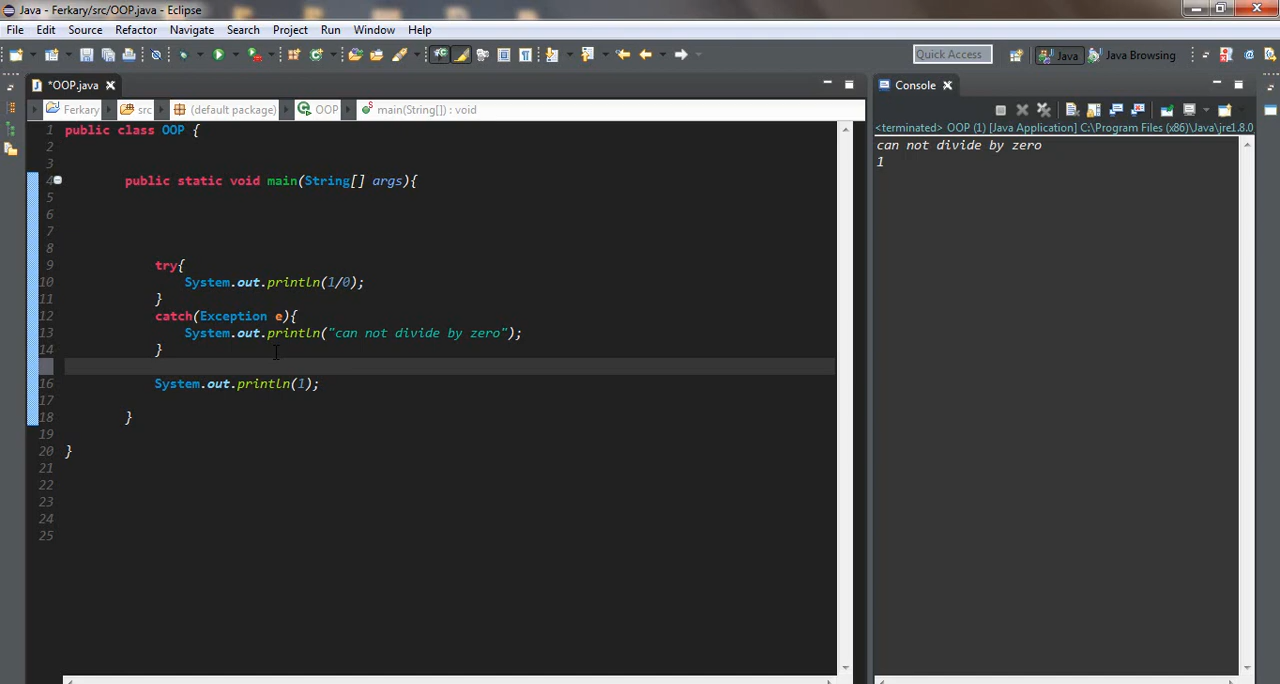 Java - Ferkary/src/OOP.java - Eclipse
File Edit Source Refactor Navigate Search Project Run Window Help
Quick Access Java Java Browsing
*OOP.java
Console
Ferkary src (default package) OOP main(String[]) : void
<terminated> OOP (1) [Java Application] C:\Program Files (x86)\Java\jre1.8.0
can not divide by zero
1
1 public class OOP {
2
3
4 public static void main(String[] args){
5
6
7
8
9 try{
10 System.out.println(1/0);
11 }
12 catch(Exception e){
13 System.out.println("can not divide by zero");
14 }
16 System.out.println(1);
17
18 }
19
20 }
21
22
23
24
25